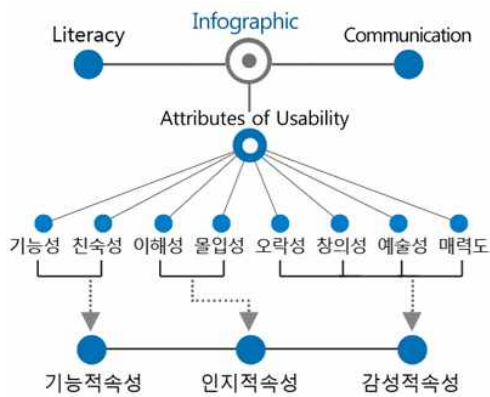 Infographic
Literacy
Communication
Attributes of Usability
기능성 친숙성 이해성 몰입성 오락성 창의성 예술성 매력도
기능적속성 인지적속성 감성적속성